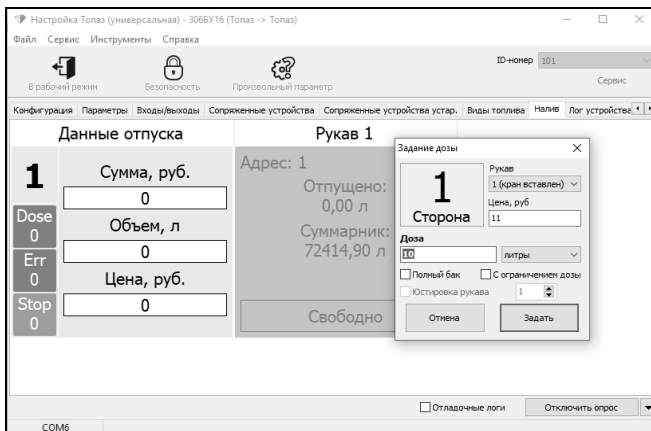 Настройка Топаз (универсальная) - 306БУ16 (Топаз -> Топаз)
Файл Сервис Инструменты Справка
В рабочий режим
Безопасность
Произвольный параметр
ID-номер 101
Сервис
Конфигурация Параметры Входы/выходы Сопряженные устройства Сопряженные устройства устар. Виды топлива Налив Лог устройства
Данные отпуска
1
Dose
0
Err
0
Stop
0
Сумма, руб.
0
Объем, л
0
Цена, руб.
0
Рукав 1
Адрес: 1
Отпущено:
0,00 л
Суммарник:
72414,90 л
Свободно
Задание дозы
1
Сторона
Рукав
1 (кран вставлен)
Цена, руб
11
Доза
10
литры
Полный бак
С ограничением дозы
Юстировка рукава
1
Отмена
Задать
Отладочные логи
Отключить опрос
COM6